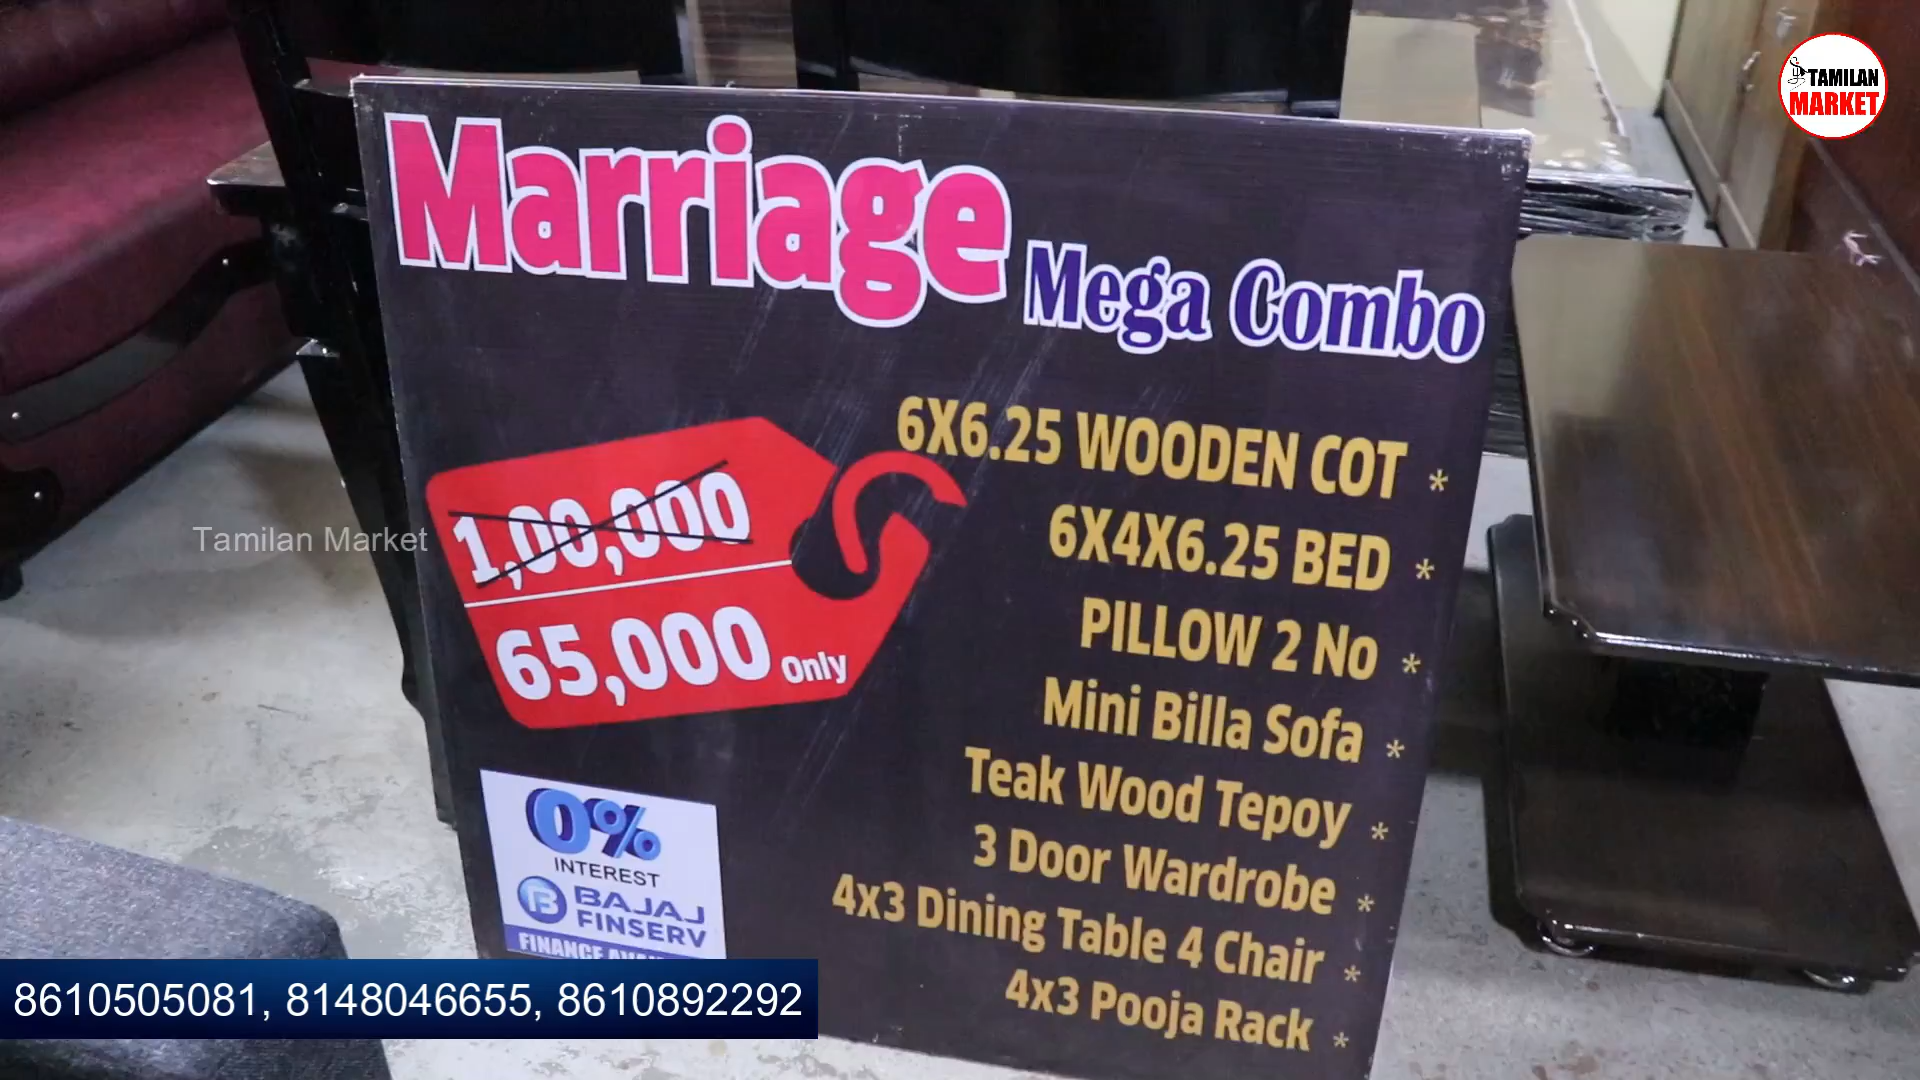 TAMILAN
MARKET
Marriage
Mega Combo
1,00,000
65,000 only
6X6.25 WOODEN COT *
6X4X6.25 BED *
PILLOW 2 No *
Mini Billa Sofa *
Teak Wood Tepoy *
3 Door Wardrobe *
4x3 Dining Table 4 Chair *
4x3 Pooja Rack *
0%
INTEREST
BAJAJ
FINSERV
FINANCE
Tamilan Market
8610505081, 8148046655, 8610892292